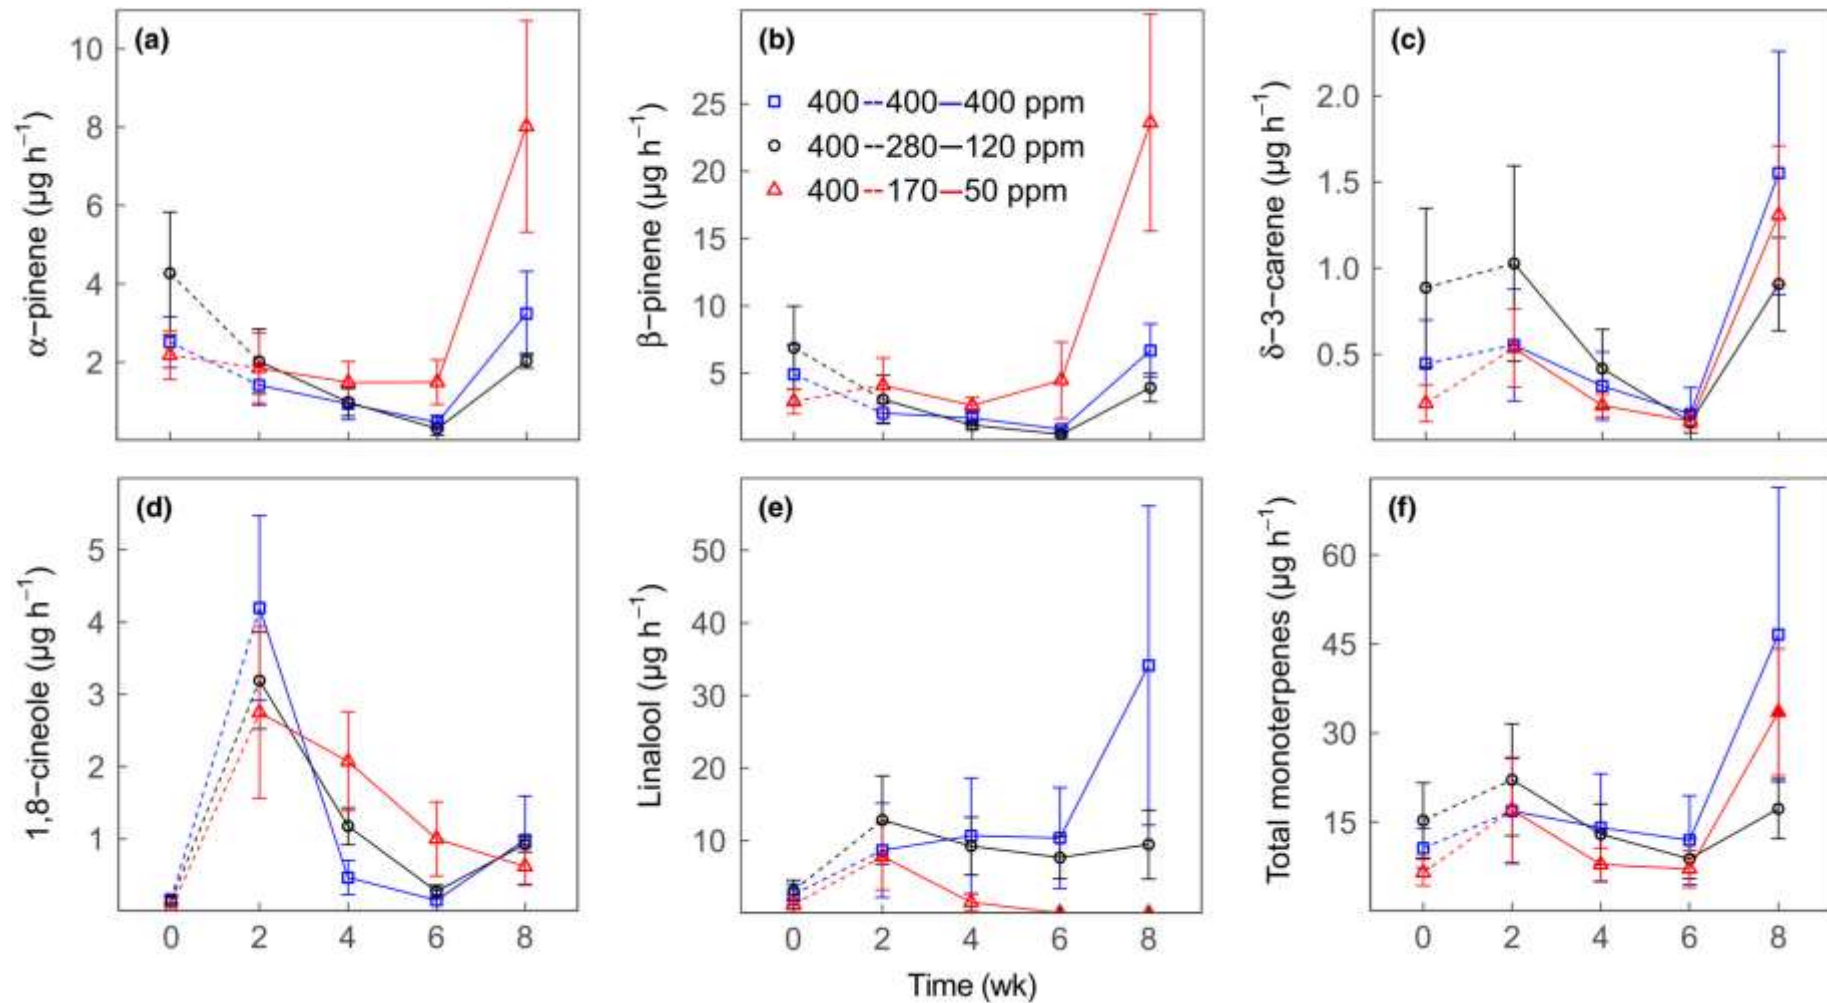 (a)
α−pinene (µg h⁻¹)
10
8
6
4
2
(b)
β−pinene (µg h⁻¹)
25
20
15
10
5
400--400—400 ppm
400--280—120 ppm
400--170—50 ppm
(c)
δ−3−carene (µg h⁻¹)
2.0
1.5
1.0
0.5
(d)
1,8−cineole (µg h⁻¹)
5
4
3
2
1
0 2 4 6 8
(e)
Linalool (µg h⁻¹)
50
40
30
20
10
0 2 4 6 8
(f)
Total monoterpenes (µg h⁻¹)
60
45
30
15
0 2 4 6 8
Time (wk)